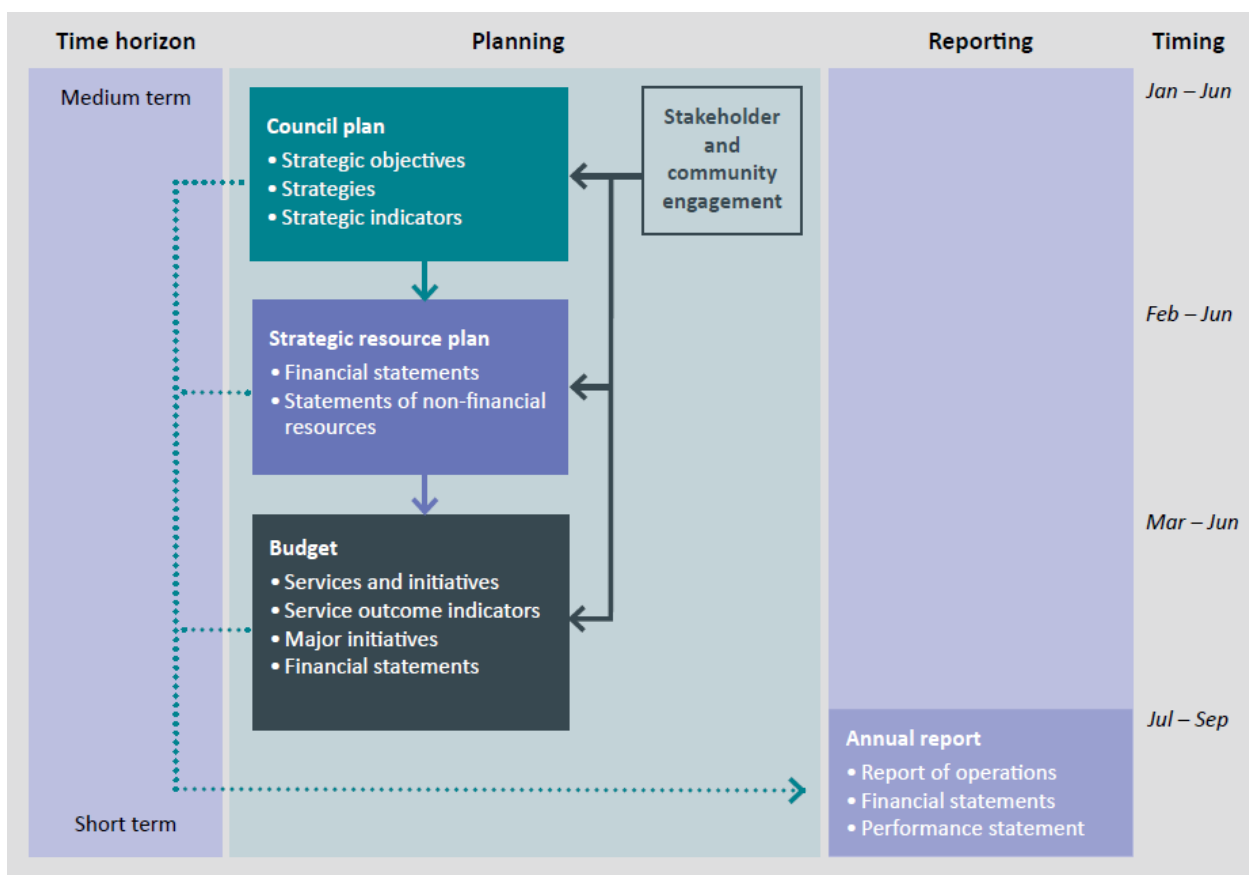 Time horizon
Planning
Reporting
Timing
Medium term
Jan – Jun
Council plan
• Strategic objectives
• Strategies
• Strategic indicators
Stakeholder
and
community
engagement
Feb – Jun
Strategic resource plan
• Financial statements
• Statements of non-financial
resources
Mar – Jun
Budget
• Services and initiatives
• Service outcome indicators
• Major initiatives
• Financial statements
Jul – Sep
Annual report
• Report of operations
• Financial statements
• Performance statement
Short term